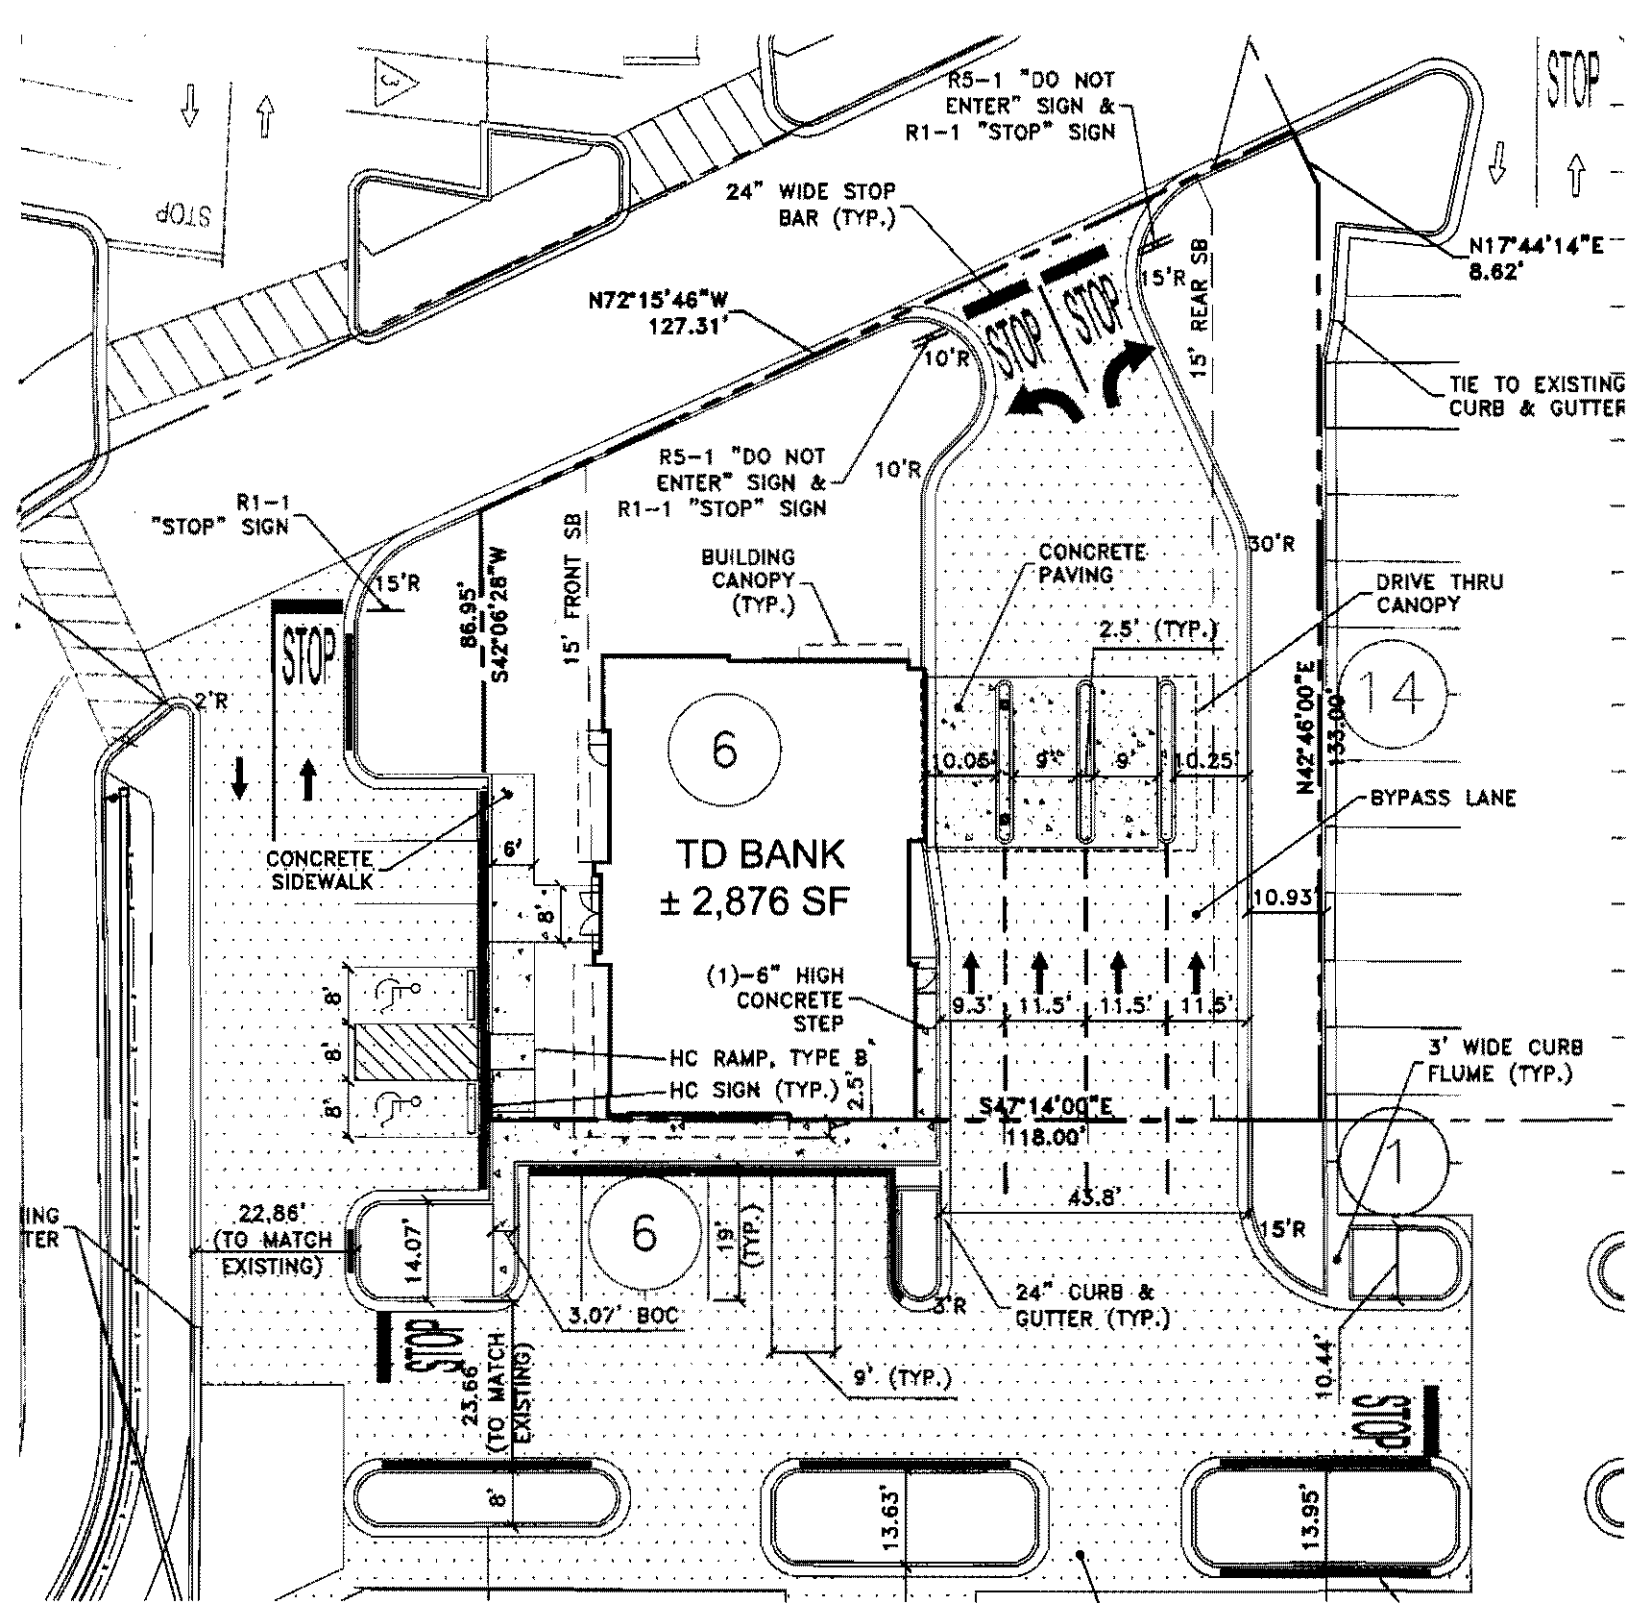 STOP
3
R5-1 "DO NOT
ENTER" SIGN &
R1-1 "STOP" SIGN
STOP
24" WIDE STOP
BAR (TYP.)
N17°44'14"E
8.62'
15'R
15' REAR SB
N72°15'46"W
127.31'
STOP
STOP
10'R
TIE TO EXISTING
CURB & GUTTER
R5-1 "DO NOT
ENTER" SIGN &
R1-1 "STOP" SIGN
10'R
R1-1
"STOP" SIGN
15'R
86.95'
S42°06'28"W
15' FRONT SB
BUILDING
CANOPY
(TYP.)
CONCRETE
PAVING
30'R
DRIVE THRU
CANOPY
2.5' (TYP.)
STOP
2'R
6
14
N42°46'00"E
133.00'
10.06'
9'
9'
10.25'
BYPASS LANE
TD BANK
± 2,876 SF
CONCRETE
SIDEWALK
6'
8'
10.93'
(1)-6" HIGH
CONCRETE
STEP
9.3'
11.5'
11.5'
11.5'
8'
8'
8'
HC RAMP, TYPE B
HC SIGN (TYP.)
2.5'
3' WIDE CURB
FLUME (TYP.)
S47°14'00"E
118.00'
1
43.8'
22.86'
(TO MATCH
EXISTING)
ING
TER
14.07'
6
19'
(TYP.)
15'R
3.07' BOC
3'R
24" CURB &
GUTTER (TYP.)
STOP
23.66'
(TO MATCH
EXISTING)
9' (TYP.)
10.44'
STOP
8'
13.63'
13.95'